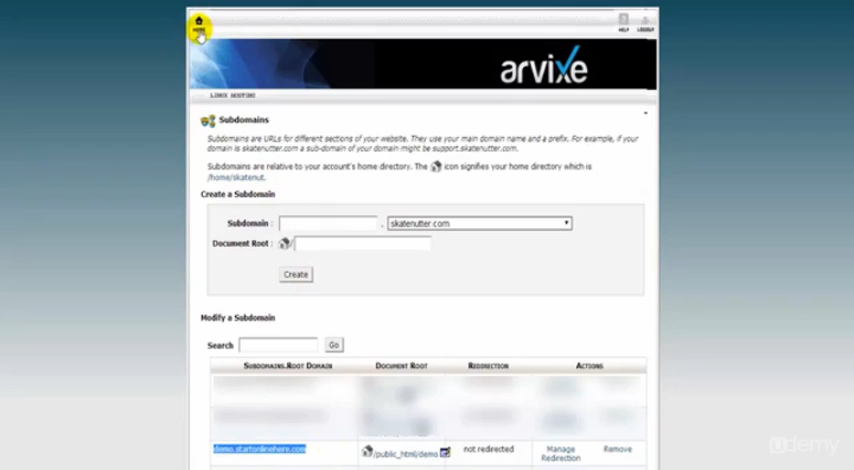 HOME
HELP
LOGOUT
arvixe
LINUX HOSTING
Subdomains
Subdomains are URLs for different sections of your website. They use your main domain name and a prefix. For example, if your
domain is skatenutter.com a sub-domain of your domain might be support.skatenutter.com.
Subdomains are relative to your account's home directory. The icon signifies your home directory which is
/home/skatenut.
Create a Subdomain
Subdomain : . skatenutter.com
Document Root : /
Create
Modify a Subdomain
Search Go
SUBDOMAINS.ROOT DOMAIN DOCUMENT ROOT REDIRECTION ACTIONS
demo.startonlinehere.com /public_html/demo not redirected Manage Redirection Remove
udemy